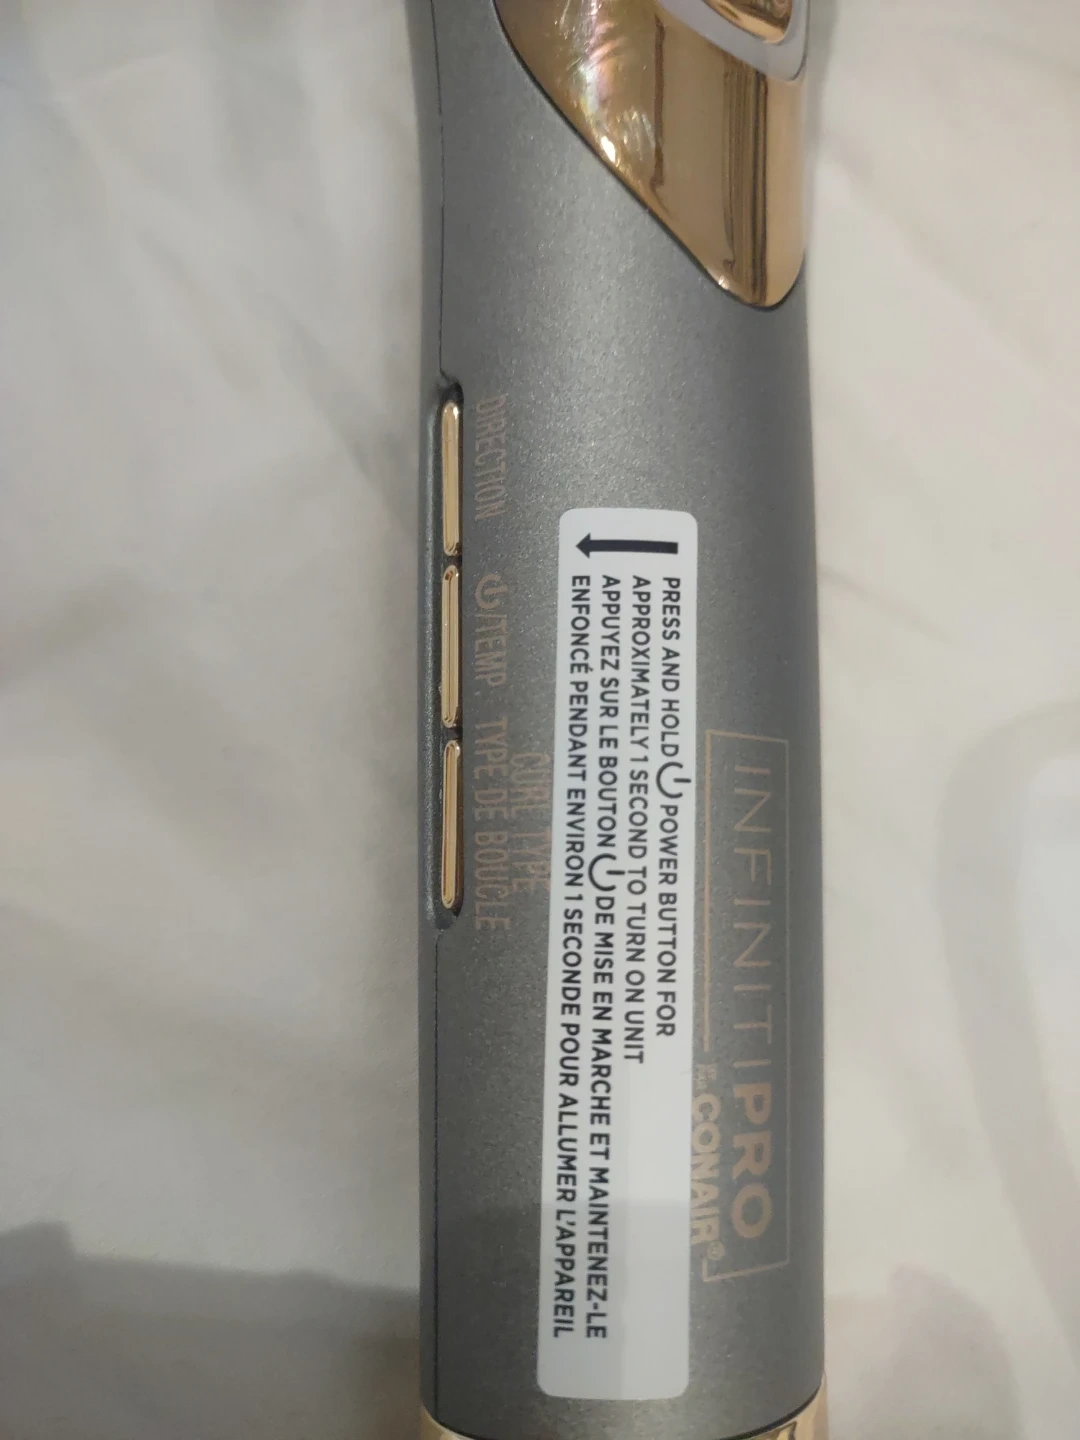 DIRECTION
⏻/TEMP.
CURL TYPE
TYPE DE BOUCLE
PRESS AND HOLD ⏻ POWER BUTTON FOR
APPROXIMATELY 1 SECOND TO TURN ON UNIT
APPUYEZ SUR LE BOUTON ⏻ DE MISE EN MARCHE ET MAINTENEZ-LE
ENFONCÉ PENDANT ENVIRON 1 SECONDE POUR ALLUMER L'APPAREIL
INFINITIPRO
BY
PAR
CONAIR®